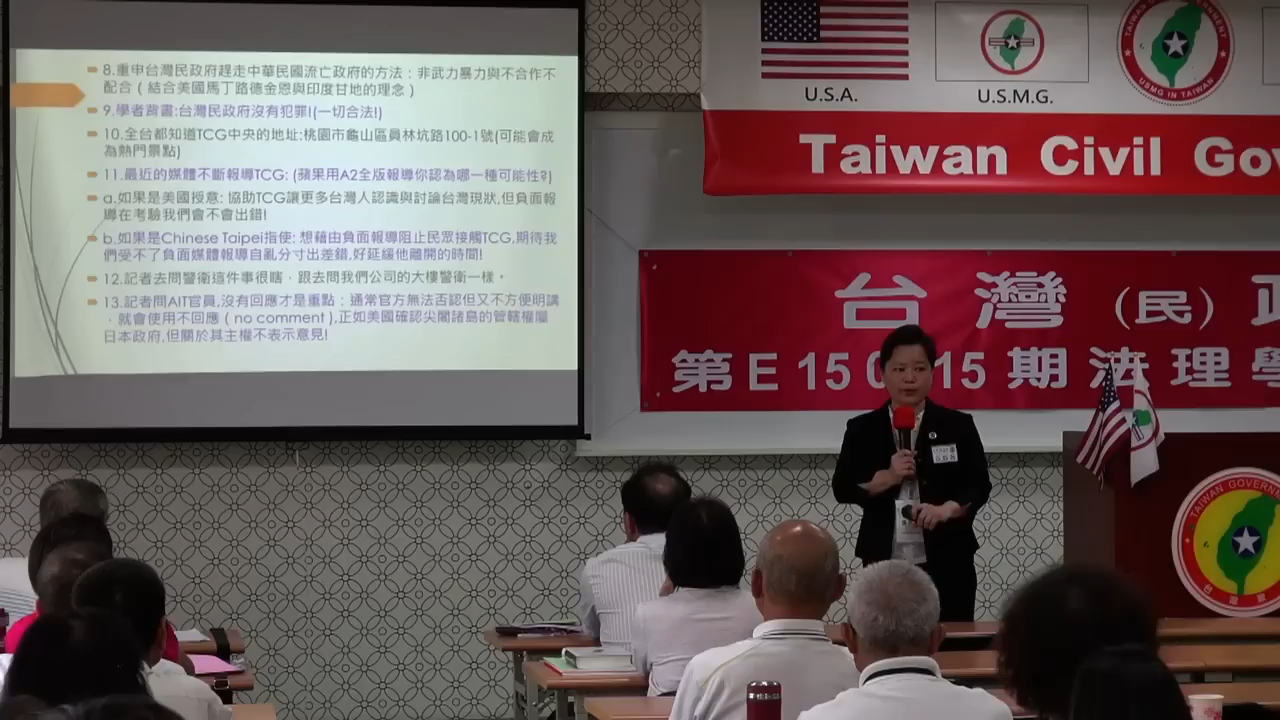 8.重申台灣民政府趕走中華民國流亡政府的方法：非武力暴力與不合作不
配合（結合美國馬丁路德金恩與印度甘地的理念）
9.學者背書:台灣民政府沒有犯罪!(一切合法!)
10.全台都知道TCG中央的地址:桃園市龜山區員林坑路100-1號(可能會成
為熱門景點)
11.最近的媒體不斷報導TCG: (蘋果用A2全版報導你認為哪一種可能性?)
a.如果是美國授意: 協助TCG讓更多台灣人認識與討論台灣現狀,但負面報
導在考驗我們會不會出錯!
b.如果是Chinese Taipei指使: 想藉由負面報導阻止民眾接觸TCG,期待我
們受不了負面媒體報導自亂分寸出差錯,好延緩他離開的時間!
12.記者去問警衛這件事很瞎，跟去問我們公司的大樓警衛一樣。
13.記者問AIT官員,沒有回應才是重點：通常官方無法否認但又不方便明講
，就會使用不回應（no comment）,正如美國確認尖閣諸島的管轄權屬
日本政府,但關於其主權不表示意見!
U.S.A.
U.S.M.G.
TAIWAN GOVERNMENT
USMG IN TAIWAN
Taiwan Civil Gov
台灣（民）政
第E150 15期法理學
TAIWAN GOVERN
台灣